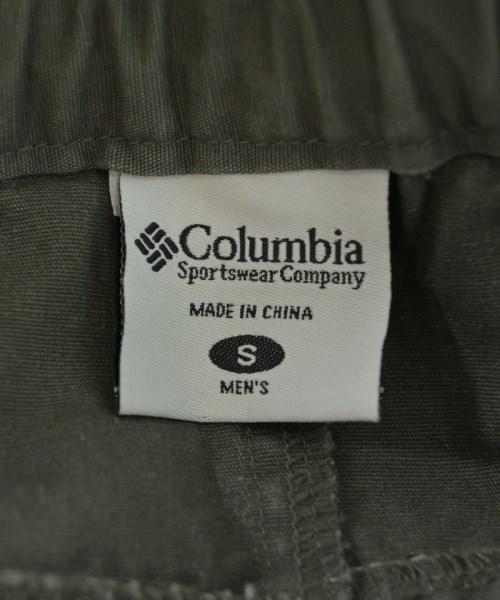 Columbia
Sportswear Company
MADE IN CHINA
S
MEN'S